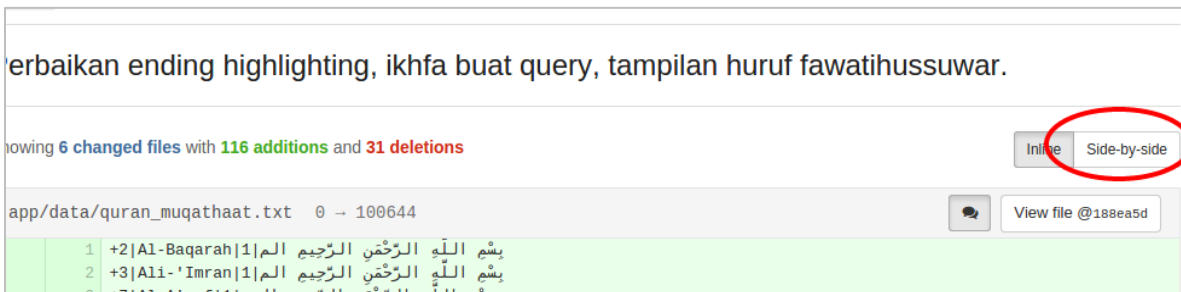 erbaikan ending highlighting, ikhfa buat query, tampilan huruf fawatihussuwar.
owing 6 changed files with 116 additions and 31 deletions
Inline Side-by-side
app/data/quran_muqathaat.txt 0 → 100644
View file @188ea5d
1 +2|Al-Baqarah|1|بِسْمِ اللَّهِ الرَّحْمَنِ الرَّحِيمِ الم
2 +3|Ali-'Imran|1|بِسْمِ اللَّهِ الرَّحْمَنِ الرَّحِيمِ الم